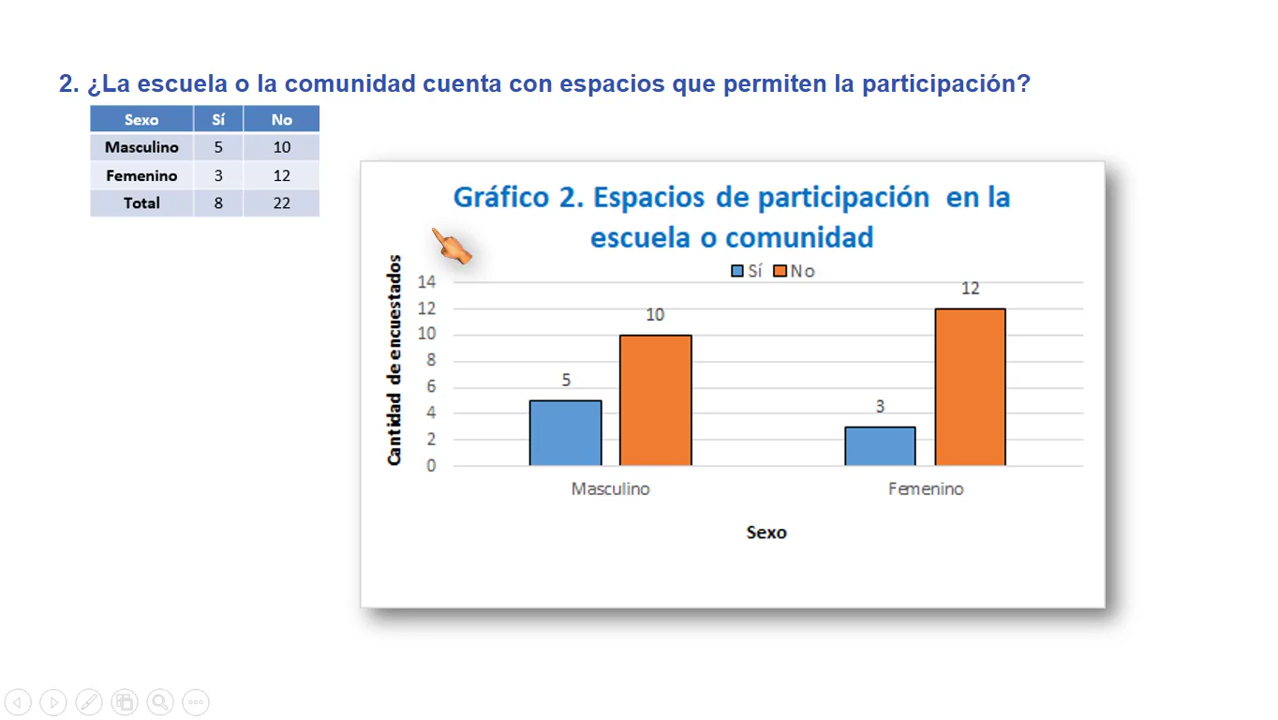 2. ¿La escuela o la comunidad cuenta con espacios que permiten la participación?
Sexo Sí No
Masculino 5 10
Femenino 3 12
Total 8 22
Gráfico 2. Espacios de participación en la
escuela o comunidad
Sí No
Cantidad de encuestados
14
12
10
8
6
4
2
0
5
10
3
12
Masculino Femenino
Sexo